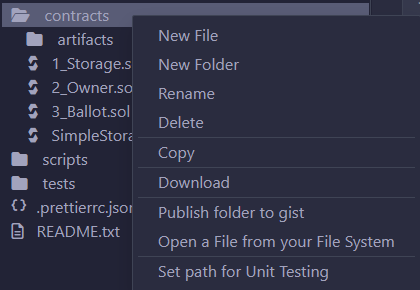 contracts
artifacts
1_Storage.s
2_Owner.so
3_Ballot.sol
SimpleStora
scripts
tests
.prettierrc.json
README.txt
New File
New Folder
Rename
Delete
Copy
Download
Publish folder to gist
Open a File from your File System
Set path for Unit Testing